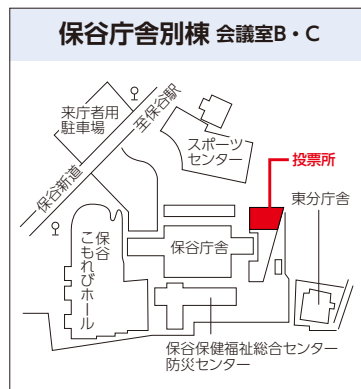 保谷庁舎別棟 会議室B・C
来庁者用
駐車場
至保谷駅
スポーツ
センター
投票所
保谷新道
東分庁舎
保谷
こもれびホール
保谷庁舎
保谷保健福祉総合センター
防災センター